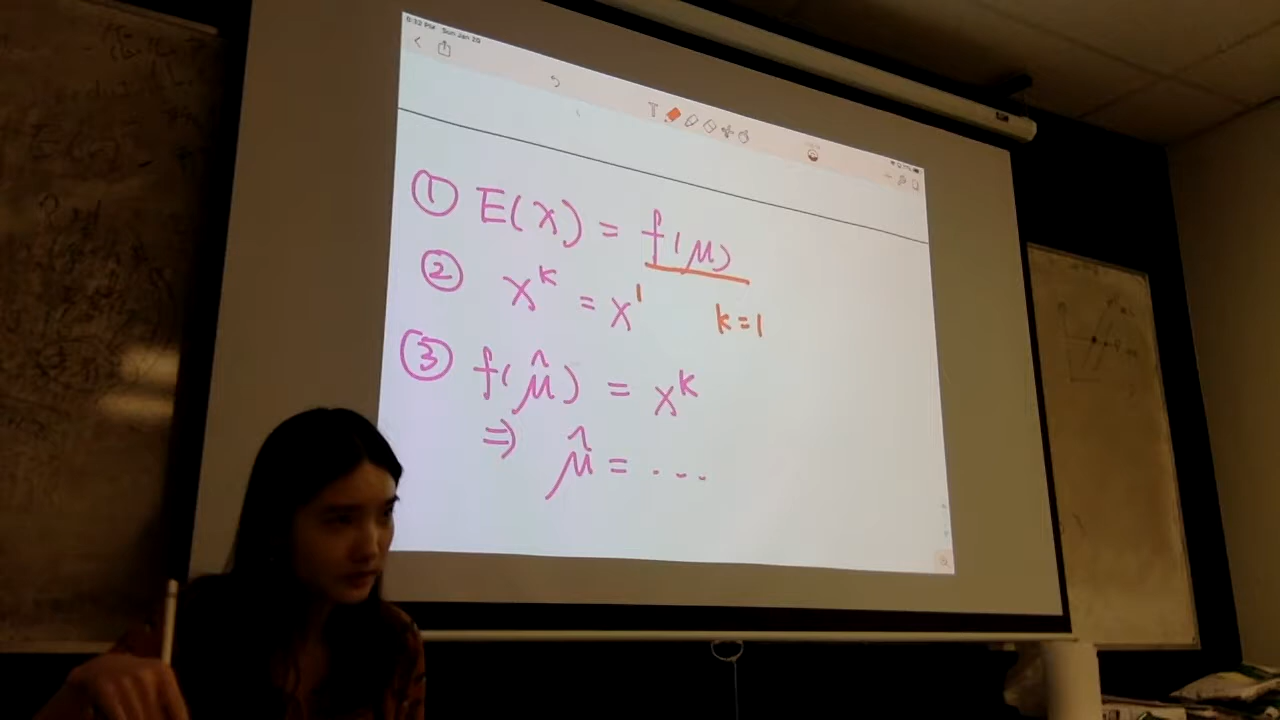 ① E(X) = f(μ)
② X^k = X^1 k=1
③ f(μ̂) = X^k
⇒ μ̂ = ...